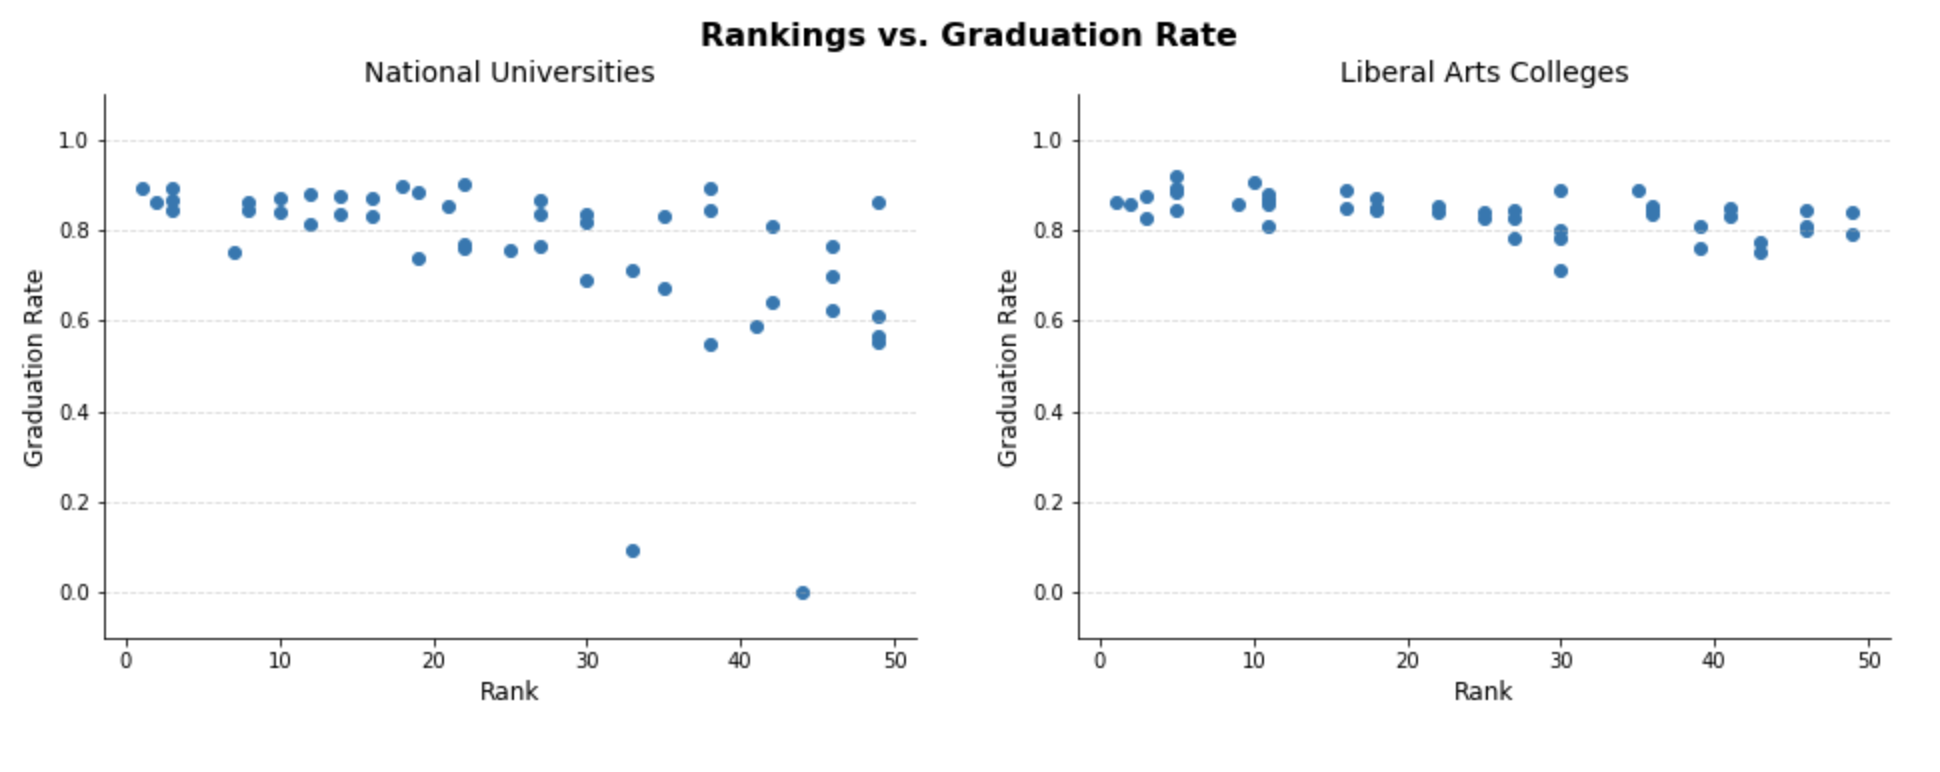 Rankings vs. Graduation Rate
National Universities
Graduation Rate
1.0
0.8
0.6
0.4
0.2
0.0
0 10 20 30 40 50
Rank
Liberal Arts Colleges
Graduation Rate
1.0
0.8
0.6
0.4
0.2
0.0
0 10 20 30 40 50
Rank